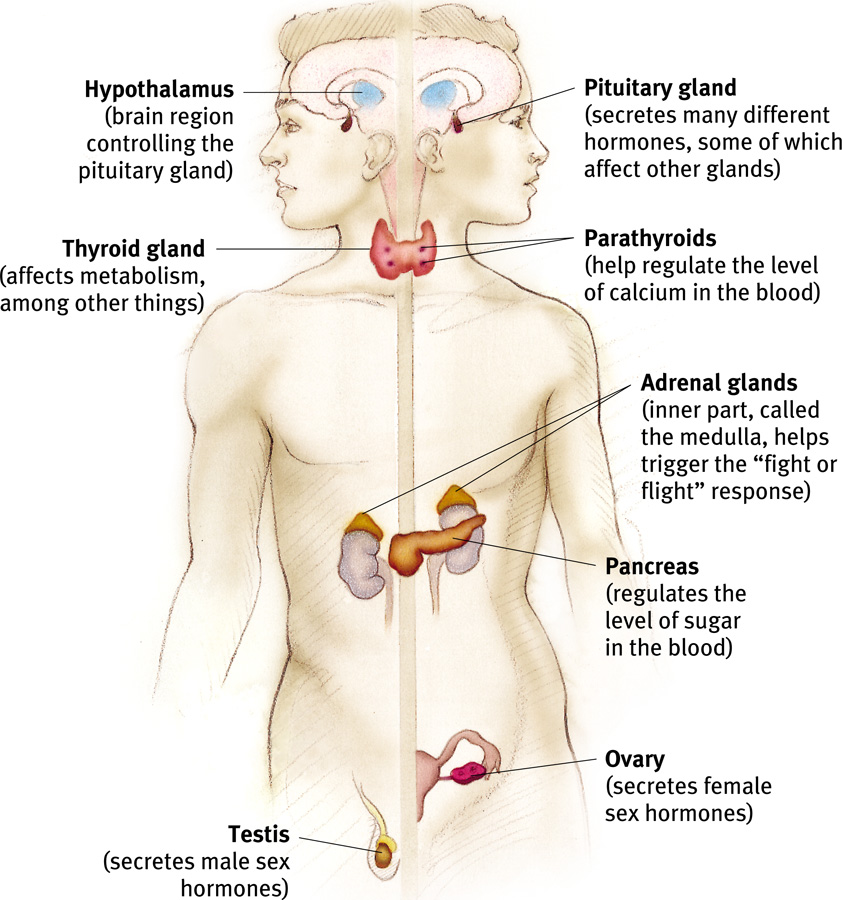 Hypothalamus
(brain region
controlling the
pituitary gland)
Pituitary gland
(secretes many different
hormones, some of which
affect other glands)
Thyroid gland
(affects metabolism,
among other things)
Parathyroids
(help regulate the level
of calcium in the blood)
Adrenal glands
(inner part, called
the medulla, helps
trigger the “fight or
flight” response)
Pancreas
(regulates the
level of sugar
in the blood)
Ovary
(secretes female
sex hormones)
Testis
(secretes male sex
hormones)